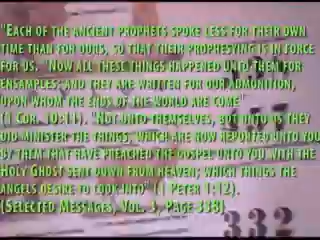 "Each of the ancient prophets spoke less for their own
time than for ours, so that their prophesying is in force
for us. "Now all these things happened unto them for
ensamples: and they are written for our admonition,
upon whom the ends of the world are come"
(1 Cor. 10:11). "Not unto themselves, but unto us they
did minister the things, which are now reported unto you
by them that have preached the gospel unto you with the
Holy Ghost sent down from heaven; which things the
angels desire to look into" (1 Peter 1:12).
(Selected Messages, Vol. 3, Page 338)
332